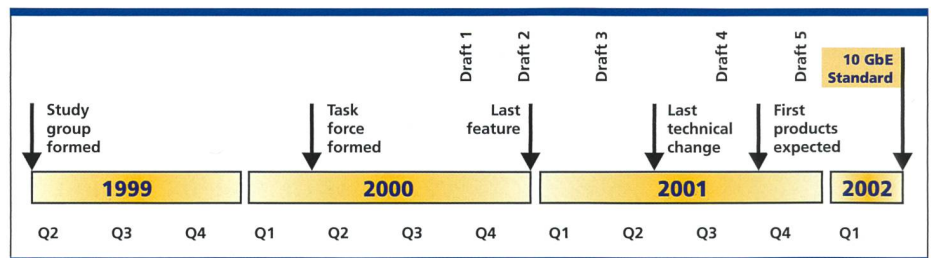 Draft 1
Draft 2
Draft 3
Draft 4
Draft 5
10 GbE
Standard
Study
group
formed
Task
force
formed
Last
feature
Last
technical
change
First
products
expected
1999
2000
2001
2002
Q2 Q3 Q4 Q1 Q2 Q3 Q4 Q1 Q2 Q3 Q4 Q1